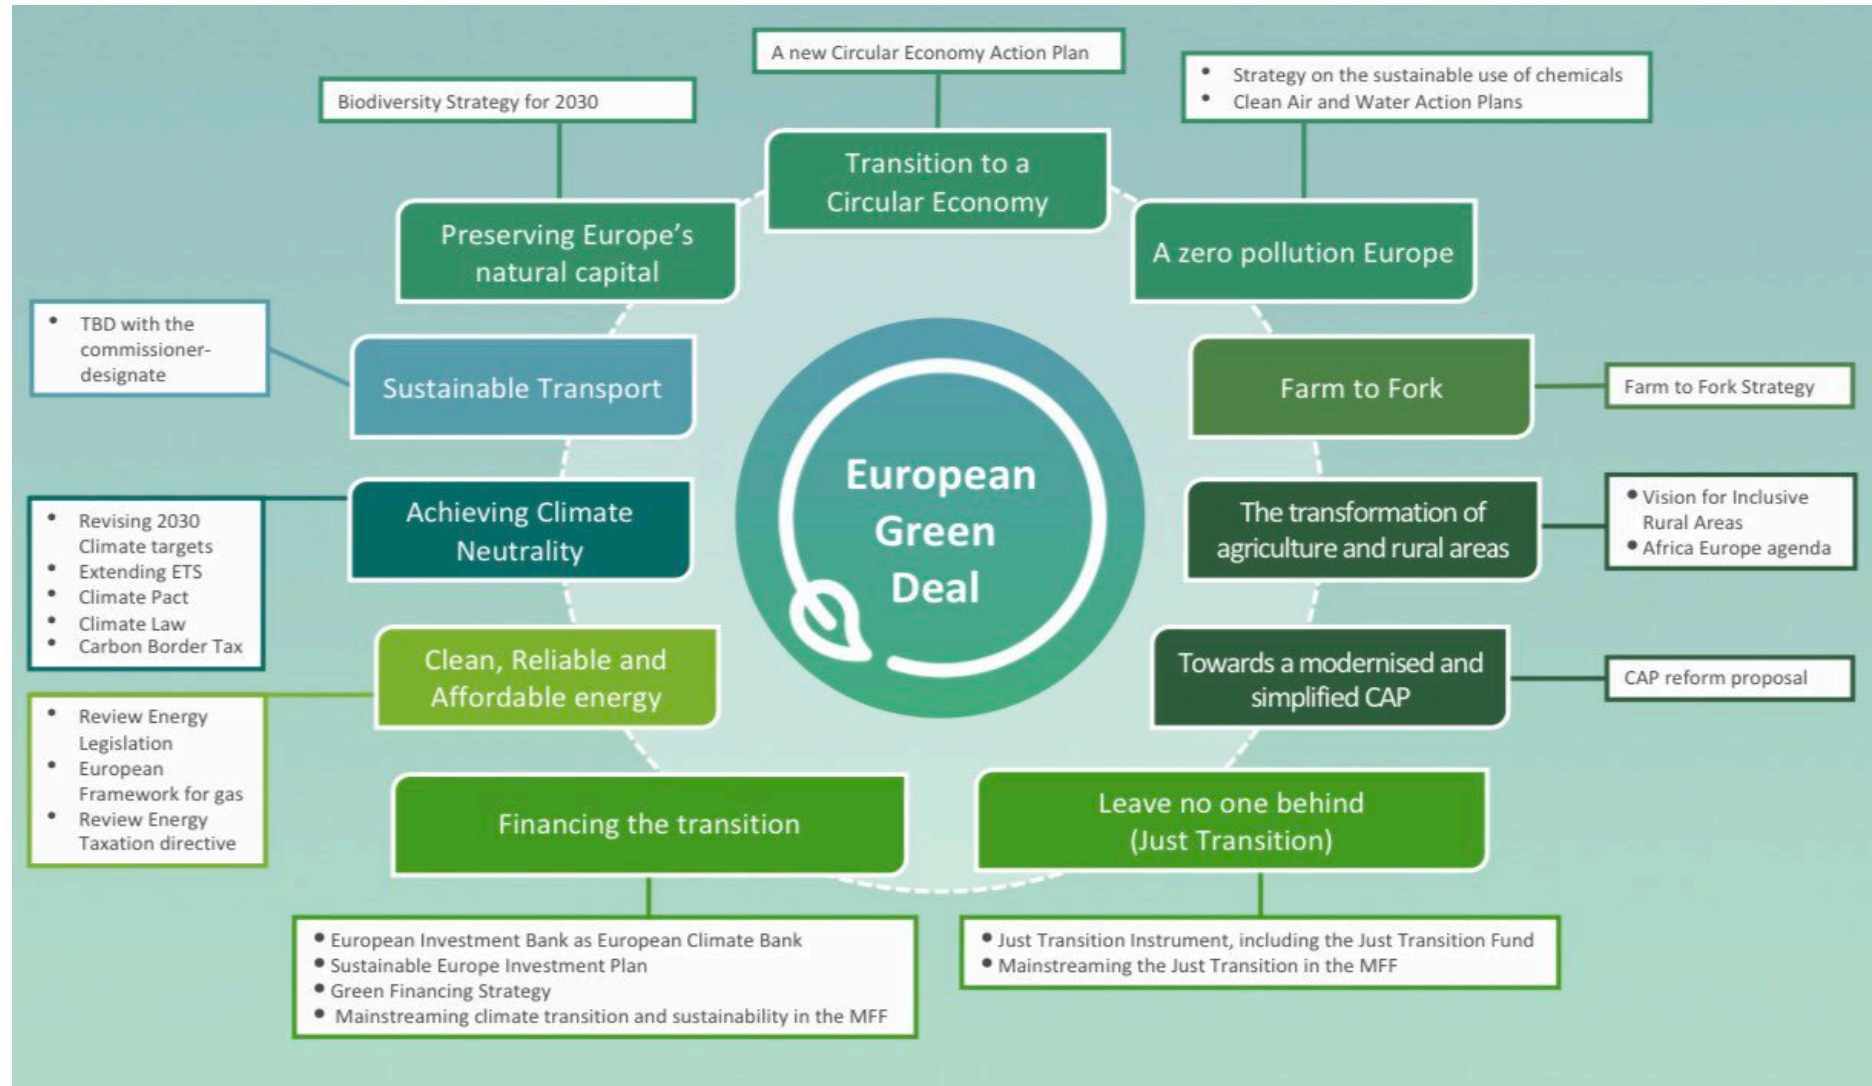 A new Circular Economy Action Plan
• Strategy on the sustainable use of chemicals
• Clean Air and Water Action Plans
Biodiversity Strategy for 2030
Transition to a
Circular Economy
Preserving Europe's
natural capital
A zero pollution Europe
• TBD with the
commissioner-
designate
Sustainable Transport
Farm to Fork
Farm to Fork Strategy
European
Green
Deal
• Revising 2030
Climate targets
• Extending ETS
• Climate Pact
• Climate Law
• Carbon Border Tax
Achieving Climate
Neutrality
The transformation of
agriculture and rural areas
• Vision for Inclusive
Rural Areas
• Africa Europe agenda
Clean, Reliable and
Affordable energy
Towards a modernised and
simplified CAP
CAP reform proposal
• Review Energy
Legislation
• European
Framework for gas
• Review Energy
Taxation directive
Financing the transition
Leave no one behind
(Just Transition)
• European Investment Bank as European Climate Bank
• Sustainable Europe Investment Plan
• Green Financing Strategy
• Mainstreaming climate transition and sustainability in the MFF
• Just Transition Instrument, including the Just Transition Fund
• Mainstreaming the Just Transition in the MFF